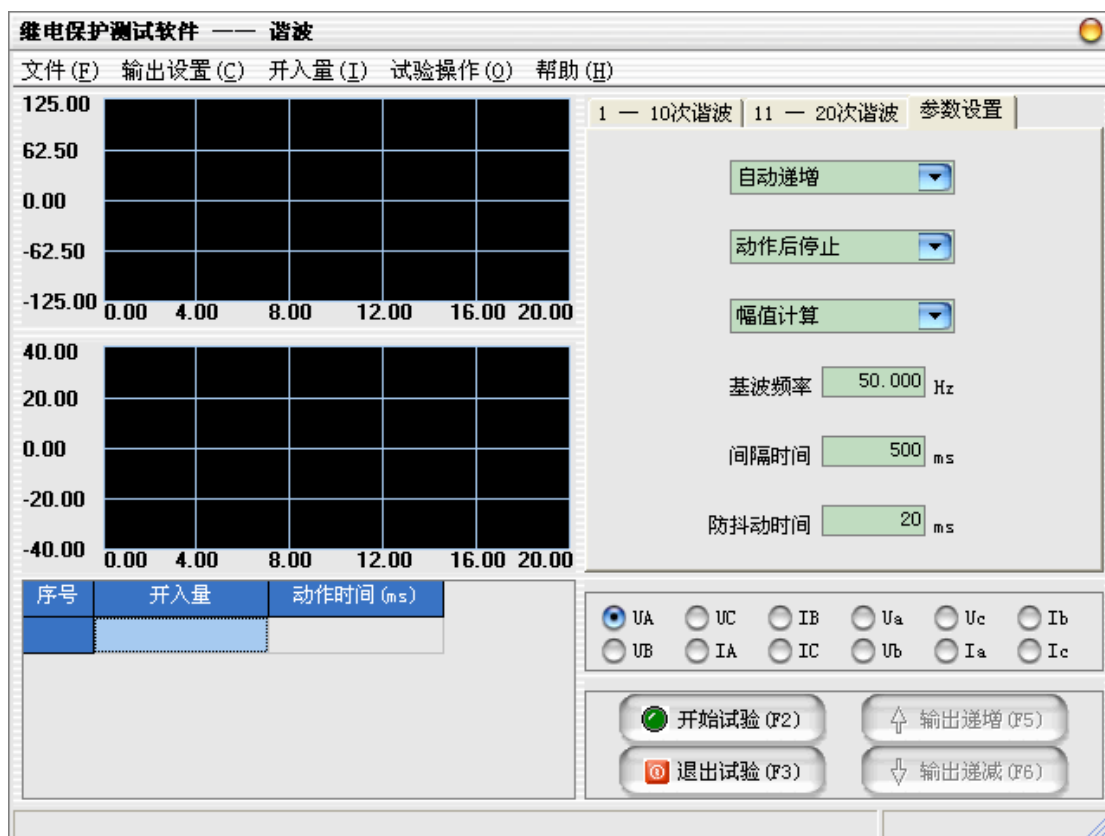 继电保护测试软件 —— 谐波
文件(F) 输出设置(C) 开入量(I) 试验操作(O) 帮助(H)
125.00
62.50
0.00
-62.50
-125.00
0.00 4.00 8.00 12.00 16.00 20.00
40.00
20.00
0.00
-20.00
-40.00
0.00 4.00 8.00 12.00 16.00 20.00
序号 开入量 动作时间(ms)
1 — 10次谐波 11 — 20次谐波 参数设置
自动递增
动作后停止
幅值计算
基波频率 50.000 Hz
间隔时间 500 ms
防抖动时间 20 ms
UA UC IB Ua Uc Ib
UB IA IC Ub Ia Ic
开始试验(F2) 输出递增(F5)
退出试验(F3) 输出递减(F6)